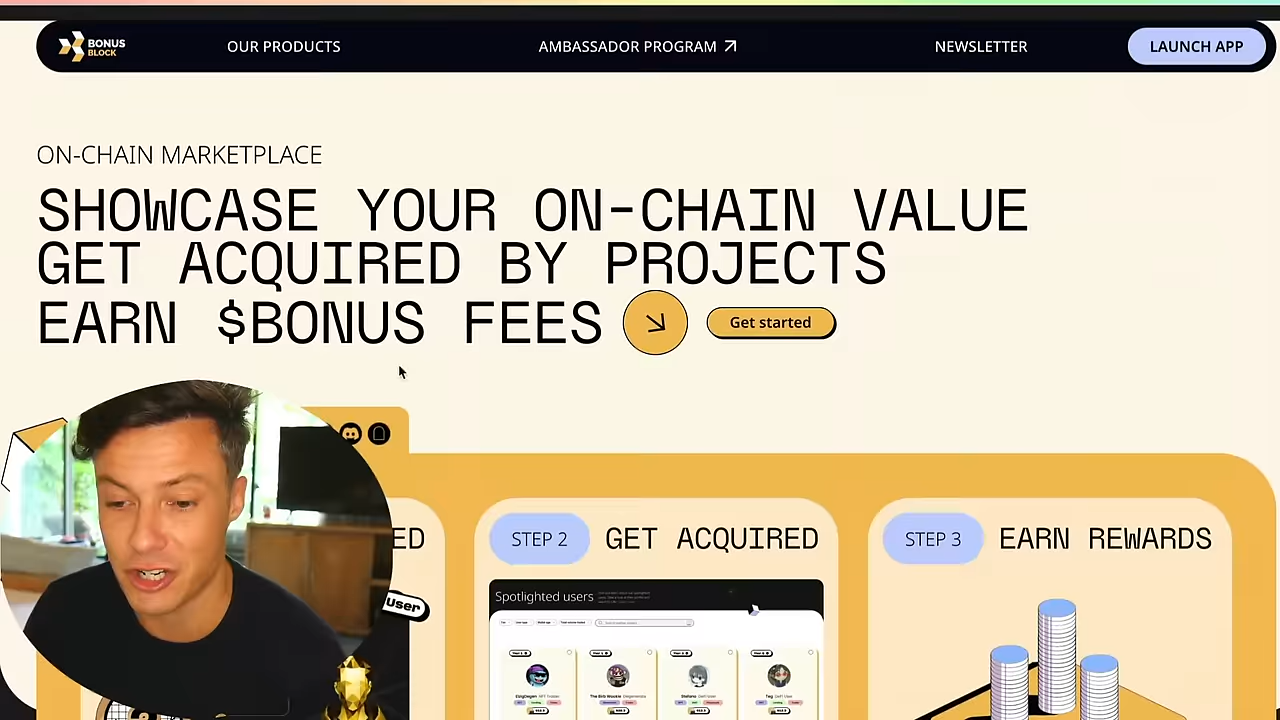 BONUS
BLOCK
OUR PRODUCTS
AMBASSADOR PROGRAM
NEWSLETTER
LAUNCH APP
ON-CHAIN MARKETPLACE
SHOWCASE YOUR ON-CHAIN VALUE
GET ACQUIRED BY PROJECTS
EARN $BONUS FEES
Get started
ED
STEP 2
GET ACQUIRED
STEP 3
EARN REWARDS
User
Spotlighted users